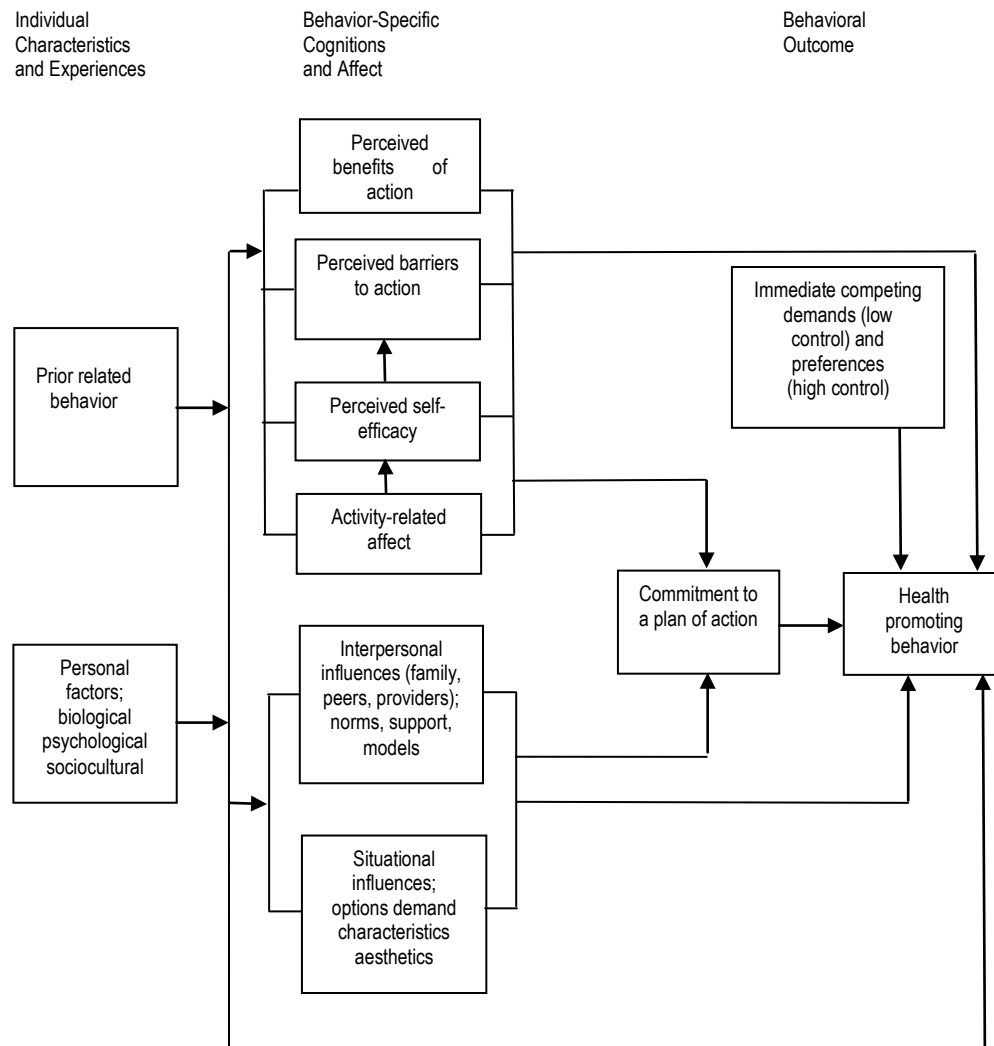 Individual
Characteristics
and Experiences
Behavior-Specific
Cognitions
and Affect
Behavioral
Outcome
Perceived
benefits of
action
Perceived barriers
to action
Immediate competing
demands (low
control) and
preferences
(high control)
Prior related
behavior
Perceived self-
efficacy
Activity-related
affect
Commitment to
a plan of action
Health
promoting
behavior
Personal
factors;
biological
psychological
sociocultural
Interpersonal
influences (family,
peers, providers);
norms, support,
models
Situational
influences;
options demand
characteristics
aesthetics